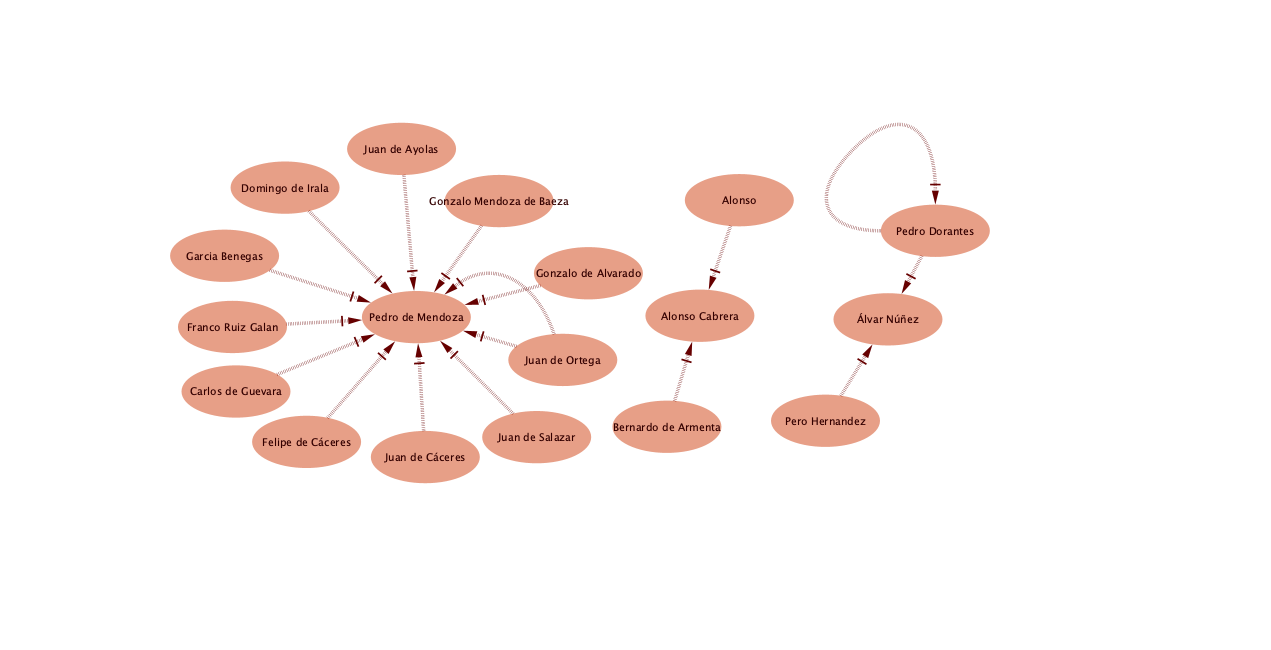 Juan de Ayolas
Domingo de Irala
Gonzalo Mendoza de Baeza
Alonso
Pedro Dorantes
Garcia Benegas
Gonzalo de Alvarado
Pedro de Mendoza
Alonso Cabrera
Álvar Núñez
Franco Ruiz Galan
Juan de Ortega
Carlos de Guevara
Pero Hernandez
Bernardo de Armenta
Juan de Salazar
Felipe de Cáceres
Juan de Cáceres